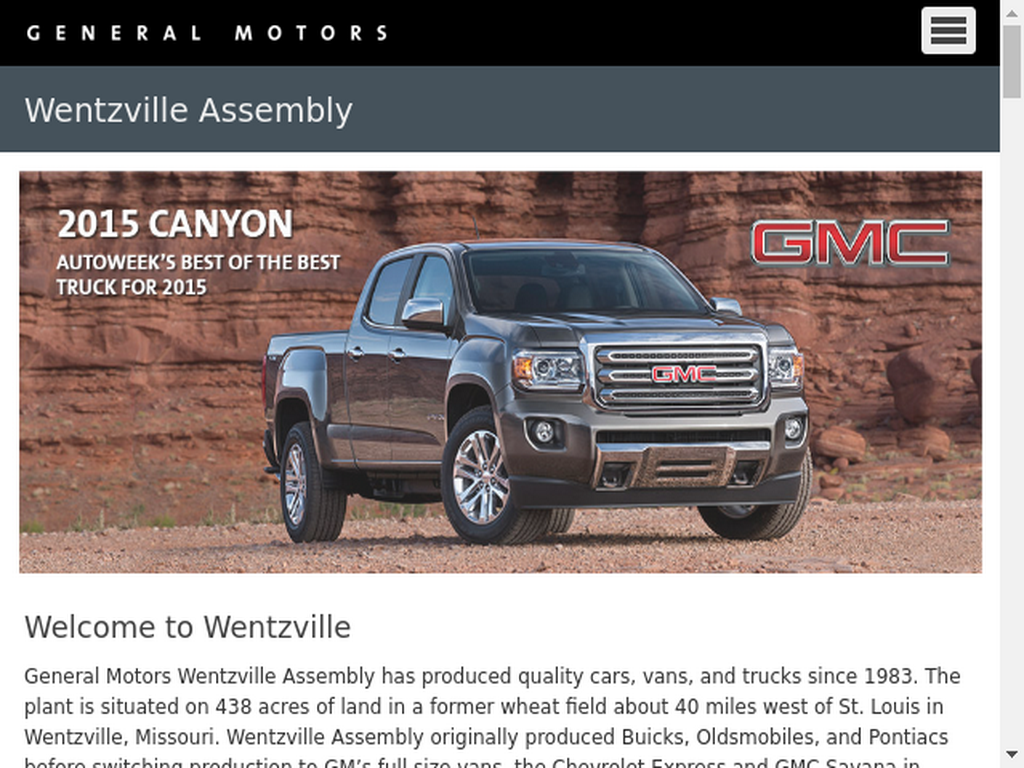 GENERAL MOTORS
Wentzville Assembly
2015 CANYON
AUTOWEEK'S BEST OF THE BEST
TRUCK FOR 2015
GMC
GMC
Welcome to Wentzville
General Motors Wentzville Assembly has produced quality cars, vans, and trucks since 1983. The
plant is situated on 438 acres of land in a former wheat field about 40 miles west of St. Louis in
Wentzville, Missouri. Wentzville Assembly originally produced Buicks, Oldsmobiles, and Pontiacs
before switching production to GM’s full size vans, the Chevrolet Express and GMC Savana in